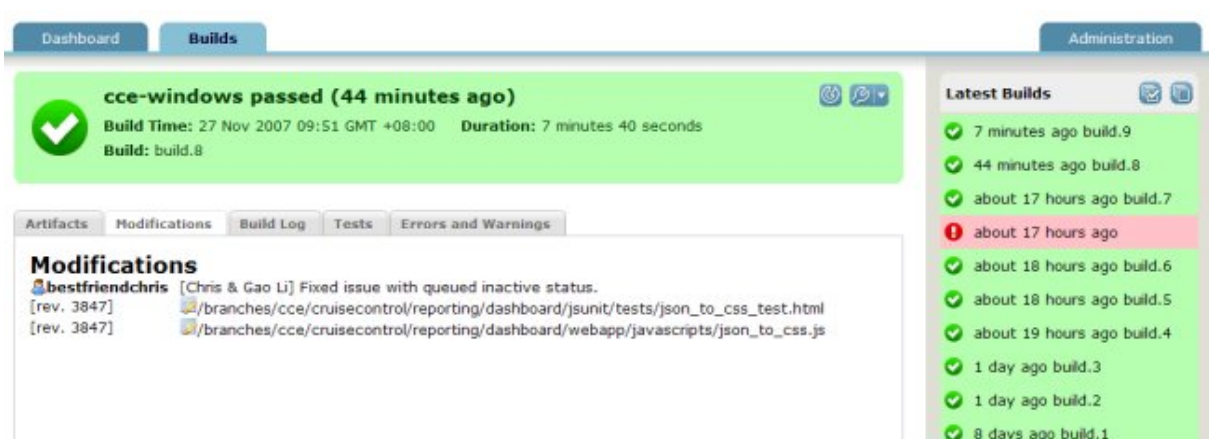 Dashboard
Builds
Administration
cce-windows passed (44 minutes ago)
Build Time: 27 Nov 2007 09:51 GMT +08:00 Duration: 7 minutes 40 seconds
Build: build.8
Artifacts
Modifications
Build Log
Tests
Errors and Warnings
Modifications
bestfriendchris [Chris & Gao Li] Fixed issue with queued inactive status.
[rev. 3847] /branches/cce/cruisecontrol/reporting/dashboard/jsunit/tests/json_to_css_test.html
[rev. 3847] /branches/cce/cruisecontrol/reporting/dashboard/webapp/javascripts/json_to_css.js
Latest Builds
7 minutes ago build.9
44 minutes ago build.8
about 17 hours ago build.7
about 17 hours ago
about 18 hours ago build.6
about 18 hours ago build.5
about 19 hours ago build.4
1 day ago build.3
1 day ago build.2
8 days ago build.1